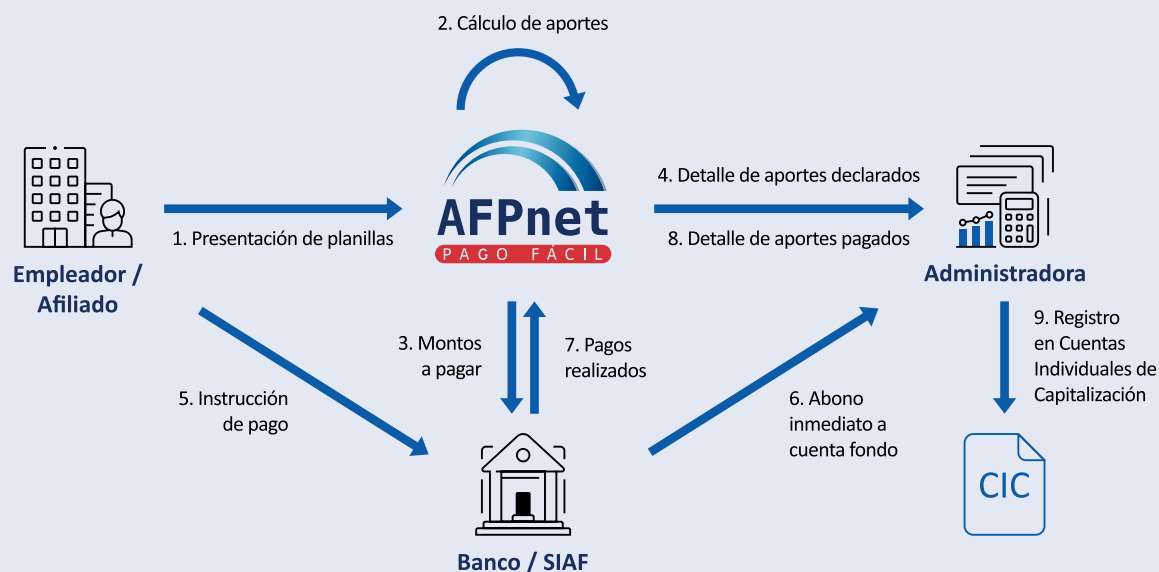 2. Cálculo de aportes
AFPnet
PAGO FÁCIL
1. Presentación de planillas
4. Detalle de aportes declarados
8. Detalle de aportes pagados
Empleador /
Afiliado
Administradora
3. Montos
a pagar
7. Pagos
realizados
9. Registro
en Cuentas
Individuales de
Capitalización
5. Instrucción
de pago
6. Abono
inmediato a
cuenta fondo
CIC
Banco / SIAF